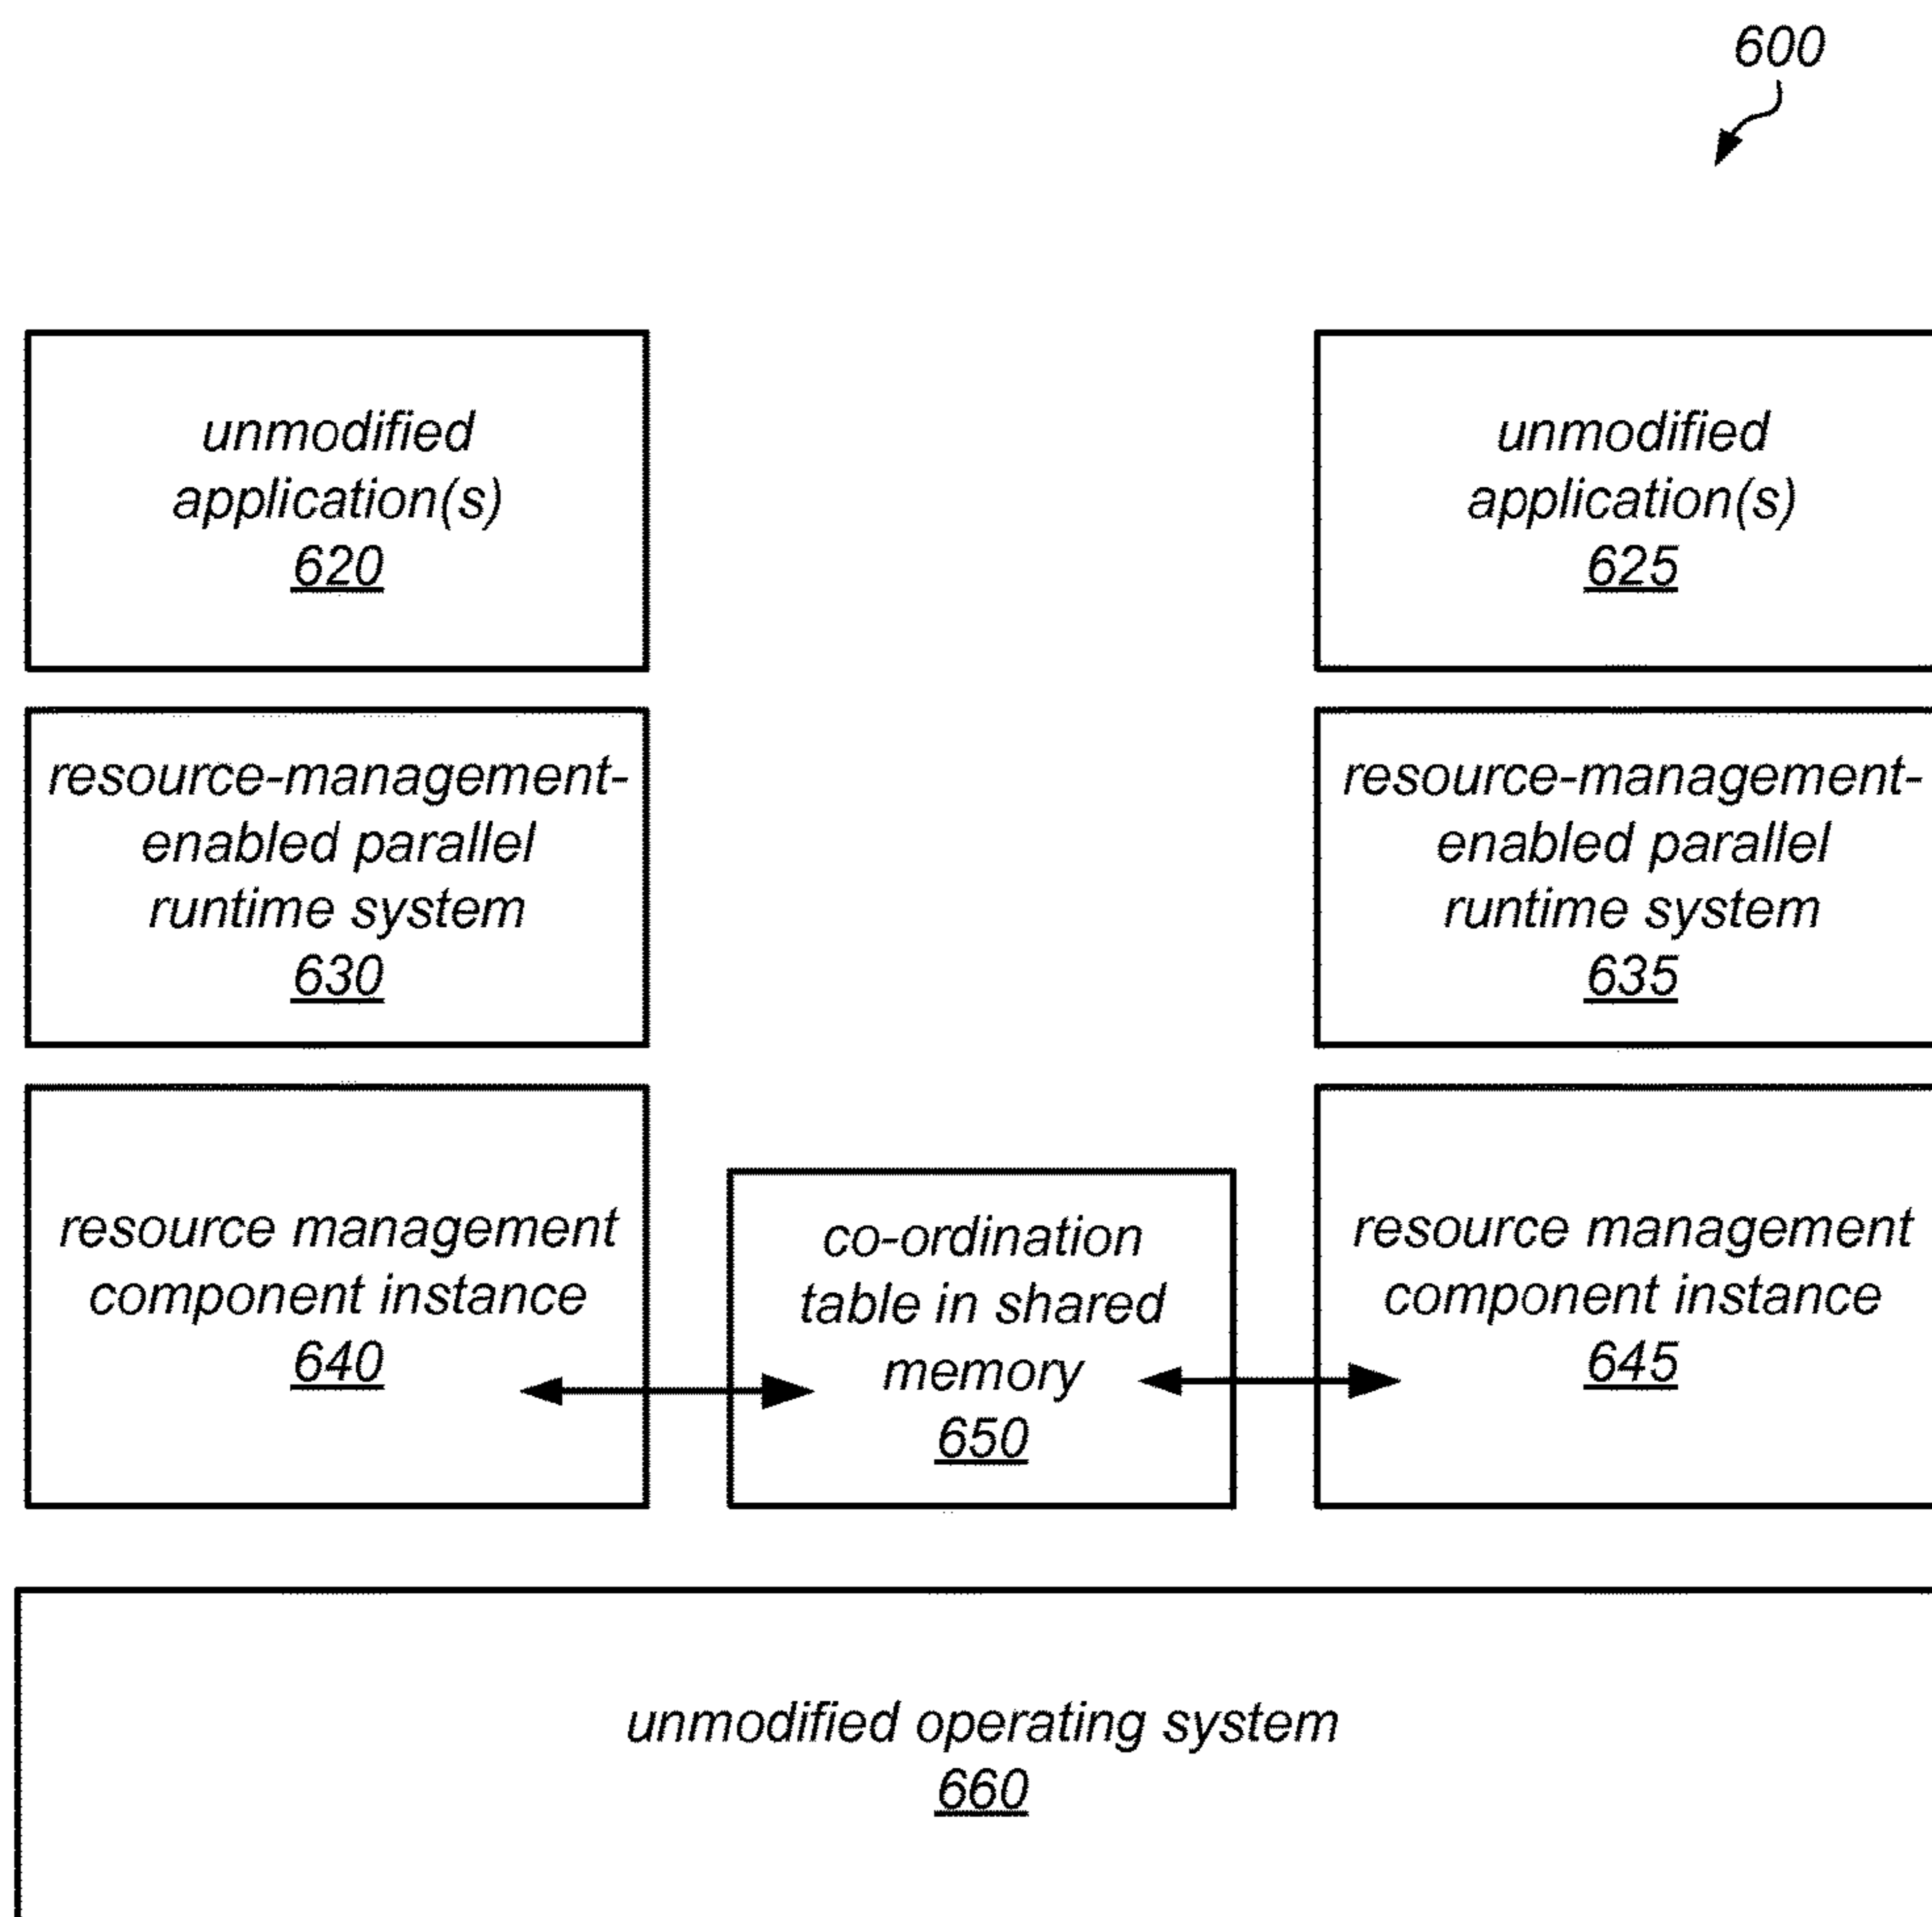 600
unmodified
application(s)
620
unmodified
application(s)
625
resource-management-
enabled parallel
runtime system
630
resource-management-
enabled parallel
runtime system
635
resource management
component instance
640
co-ordination
table in shared
memory
650
resource management
component instance
645
unmodified operating system
660